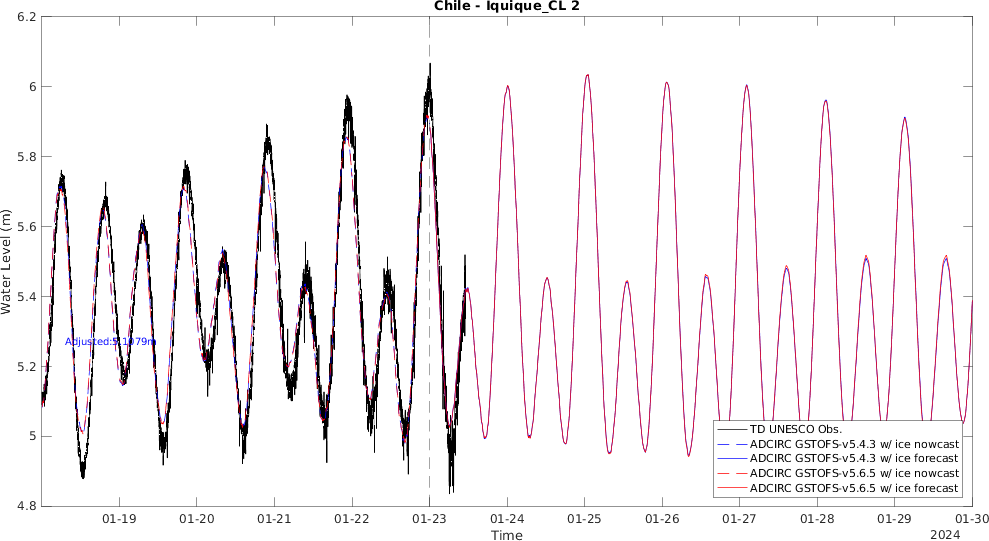 Chile - Iquique_CL 2
6.2
6
5.8
5.6
5.4
5.2
5
4.8
Water Level (m)
Adjusted:5.1079m
TD UNESCO Obs.
ADCIRC GSTOFS-v5.4.3 w/ ice nowcast
ADCIRC GSTOFS-v5.4.3 w/ ice forecast
ADCIRC GSTOFS-v5.6.5 w/ ice nowcast
ADCIRC GSTOFS-v5.6.5 w/ ice forecast
01-19 01-20 01-21 01-22 01-23 01-24 01-25 01-26 01-27 01-28 01-29 01-30
Time
2024